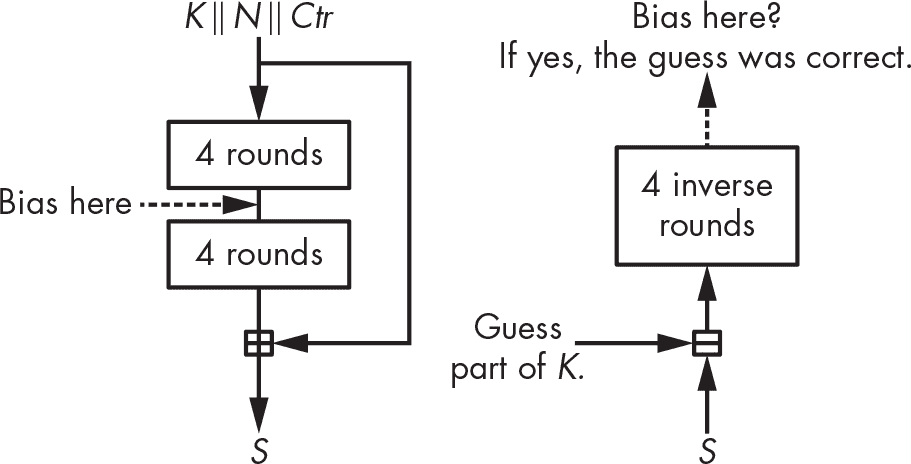 K || N || Ctr
4 rounds
Bias here
4 rounds
S
Bias here?
If yes, the guess was correct.
4 inverse
rounds
Guess
part of K.
S